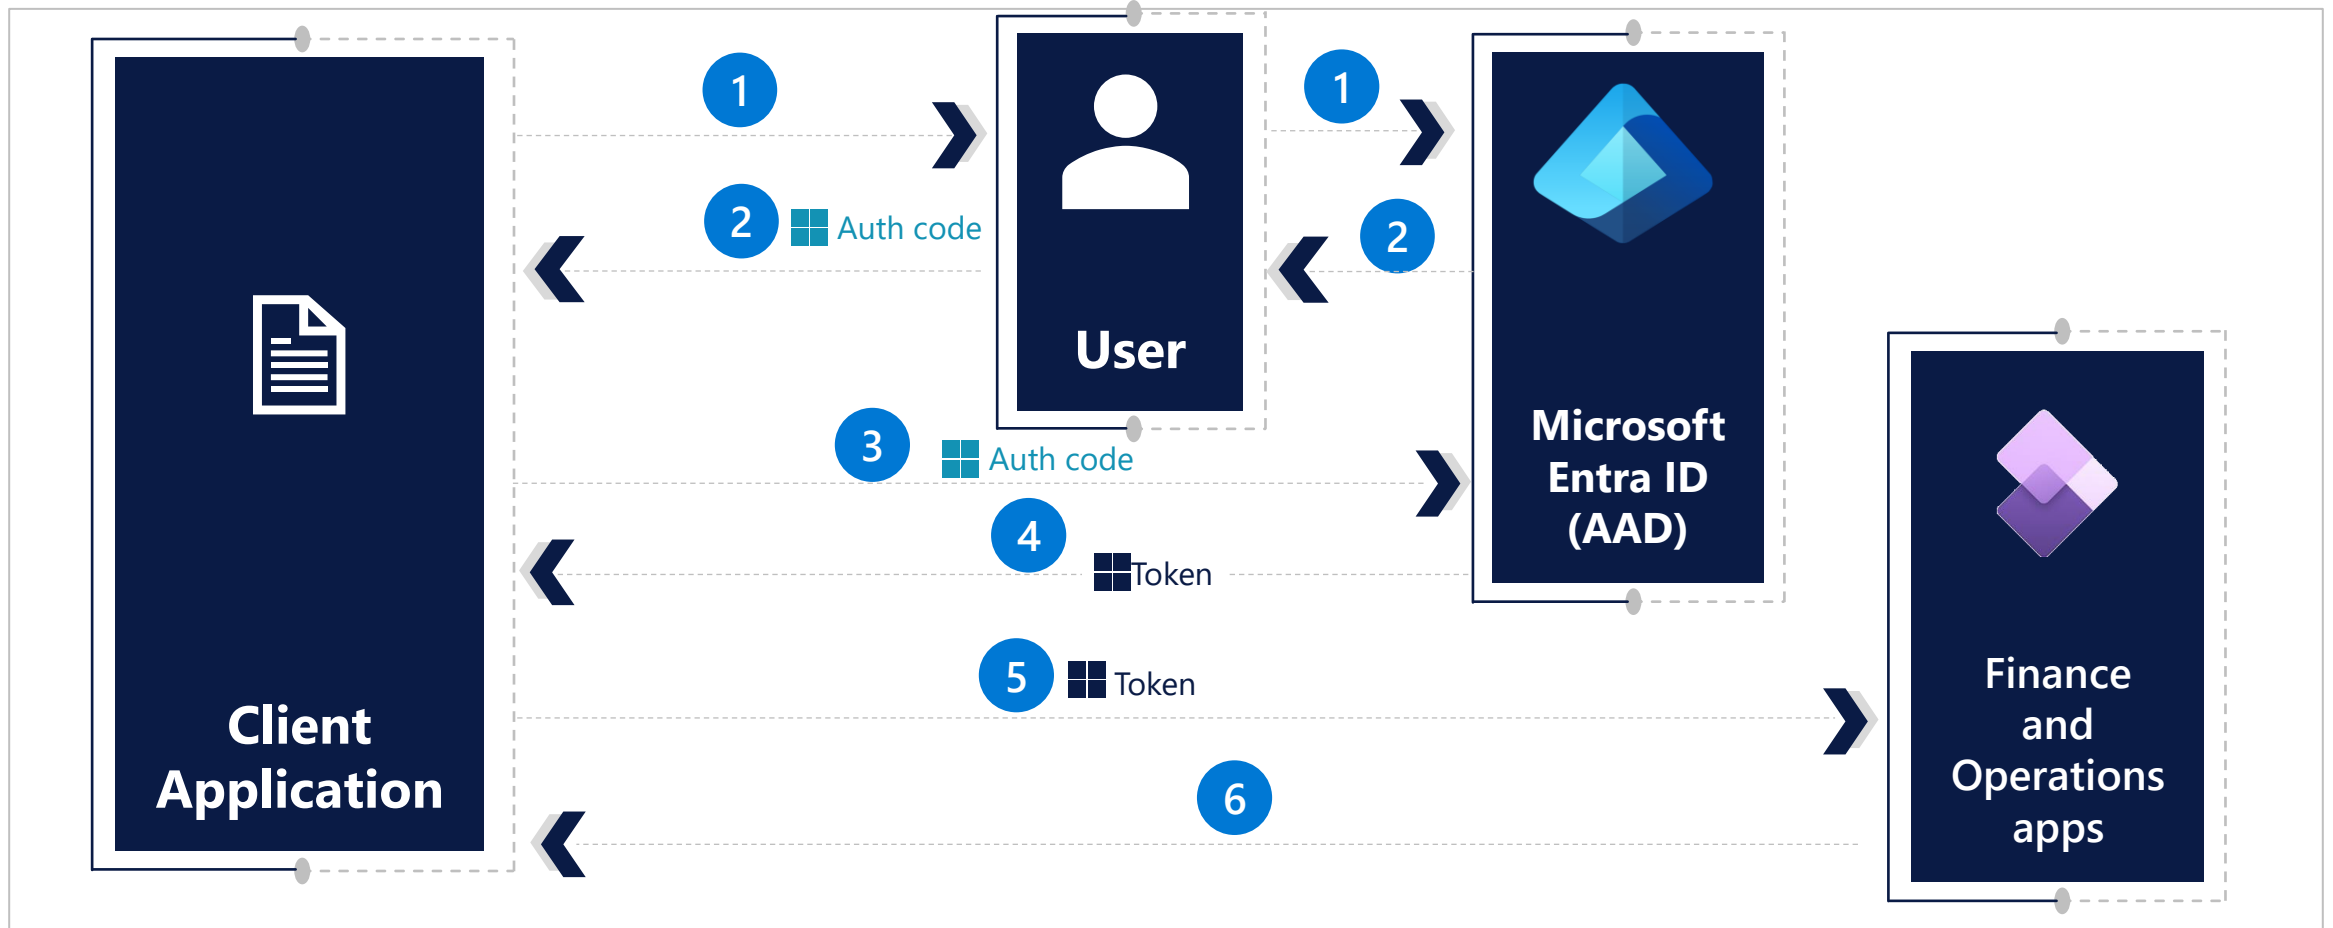 1
1
2
Auth code
2
User
3
Auth code
Microsoft
Entra ID
(AAD)
4
Token
5
Token
Client
Application
6
Finance
and
Operations
apps